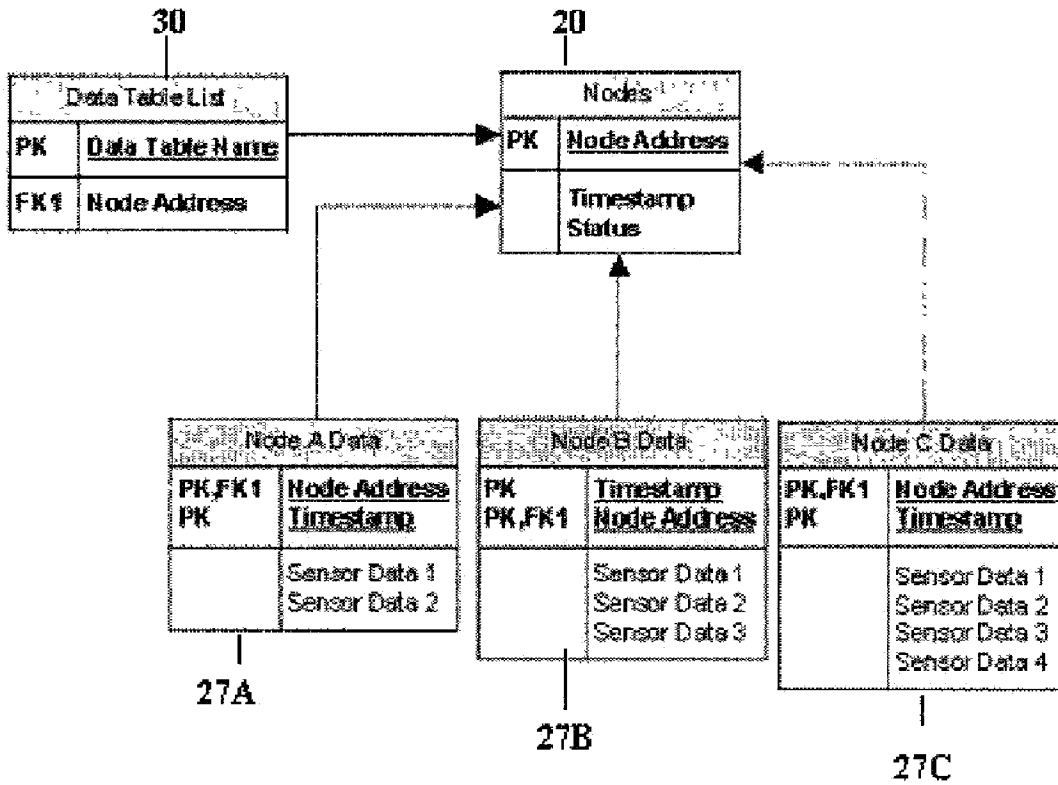 30
20
Data Table List
PK Data Table Name
FK1 Node Address
Nodes
PK Node Address
Timestamp
Status
Node A Data
PK,FK1 Node Address
PK Timestamp
Sensor Data 1
Sensor Data 2
27A
Node B Data
PK Timestamp
PK,FK1 Node Address
Sensor Data 1
Sensor Data 2
Sensor Data 3
27B
Node C Data
PK,FK1 Node Address
PK Timestamp
Sensor Data 1
Sensor Data 2
Sensor Data 3
Sensor Data 4
27C